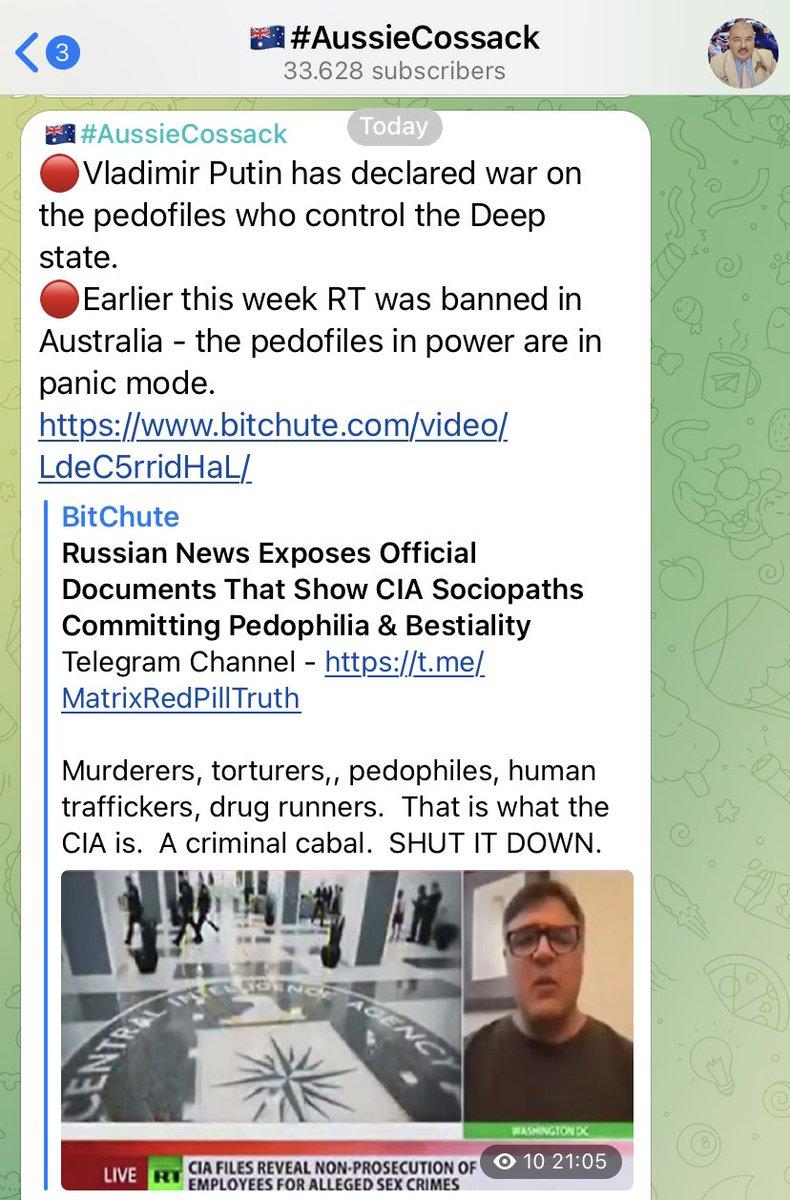 3
🇦🇺#AussieCossack
33.628 subscribers
Today
🇦🇺#AussieCossack
🔴Vladimir Putin has declared war on
the pedofiles who control the Deep
state.
🔴Earlier this week RT was banned in
Australia - the pedofiles in power are in
panic mode.
https://www.bitchute.com/video/
LdeC5rridHaL/
BitChute
Russian News Exposes Official
Documents That Show CIA Sociopaths
Committing Pedophilia & Bestiality
Telegram Channel - https://t.me/
MatrixRedPillTruth
Murderers, torturers,, pedophiles, human
traffickers, drug runners.  That is what the
CIA is.  A criminal cabal.  SHUT IT DOWN.
CENTRAL INTELLIGENCE AGENCY
WASHINGTON DC
LIVE RT CIA FILES REVEAL NON-PROSECUTION OF
EMPLOYEES FOR ALLEGED SEX CRIMES
10 21:05